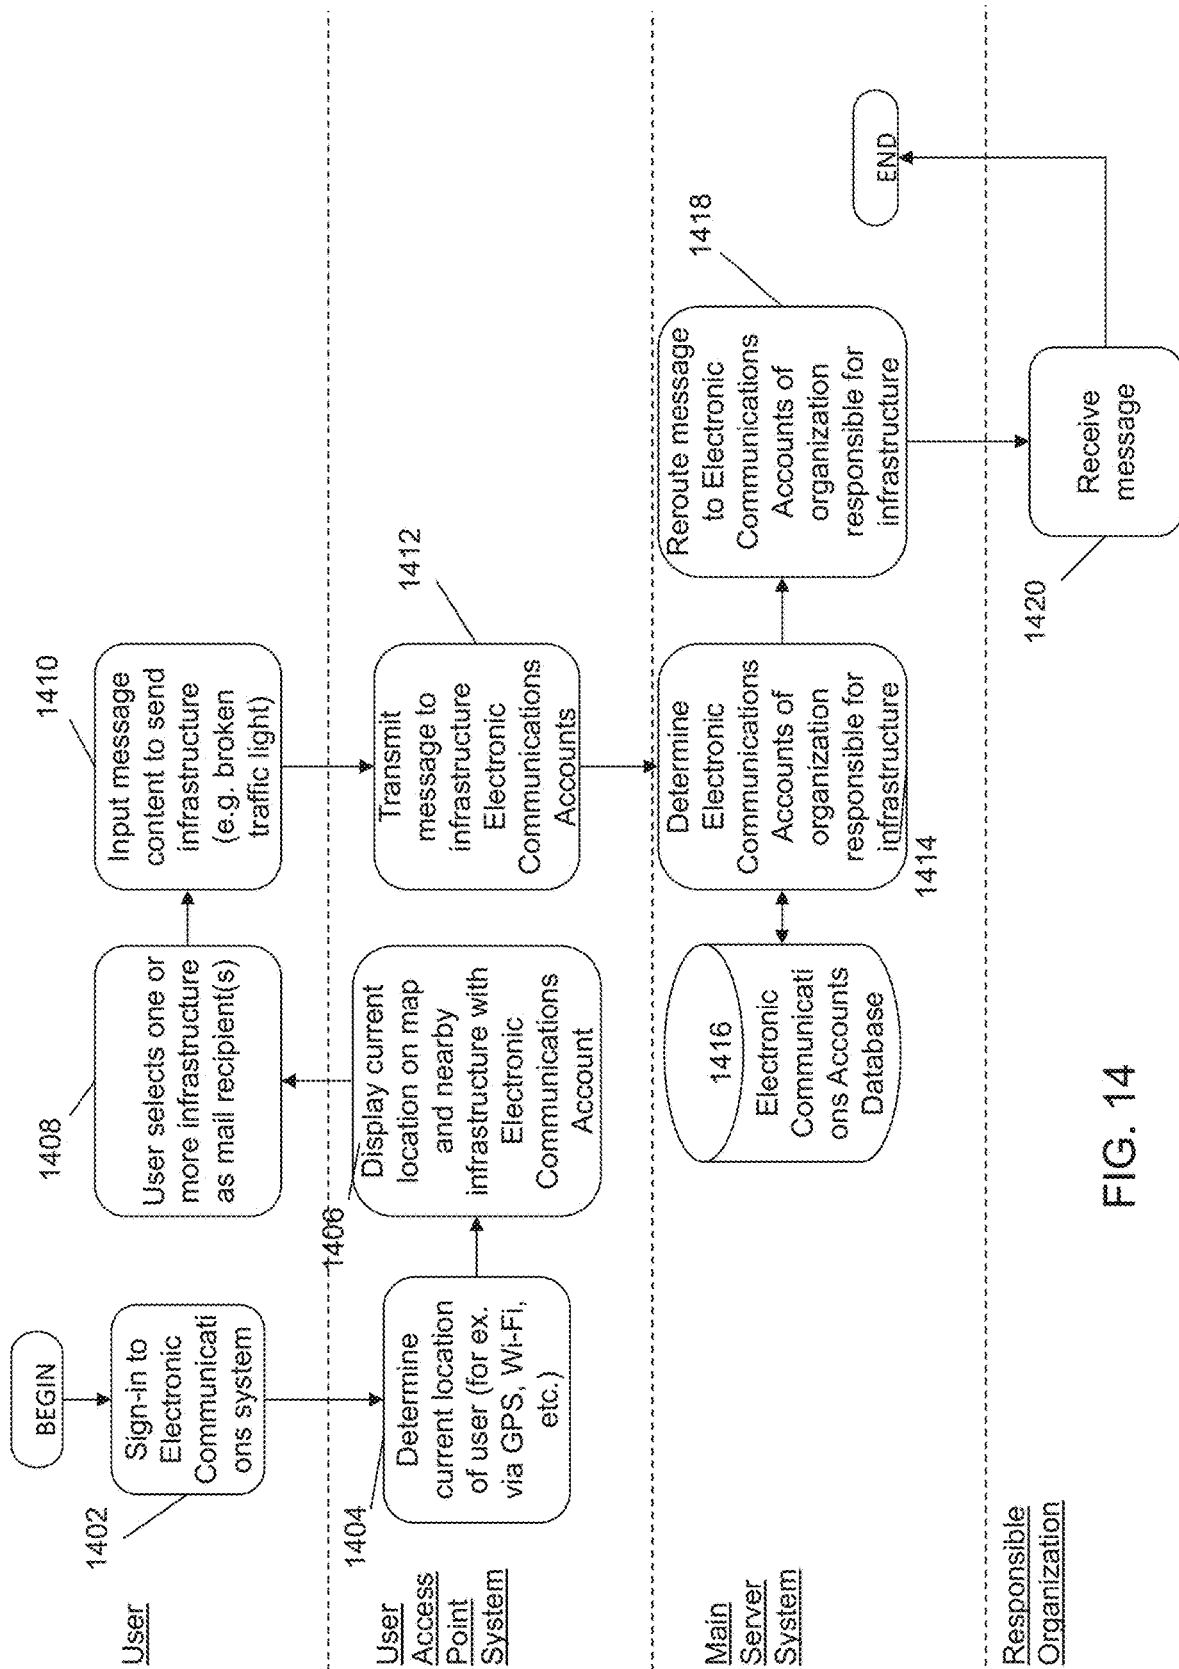 User
BEGIN
1402
Sign-in to
Electronic
Communicati
ons system
1408
User selects one or
more infrastructure
as mail recipient(s)
1410
Input message
content to send
infrastructure
(e.g. broken
traffic light)
User
Access
Point
System
1404
Determine
current location
of user (for ex.
via GPS, Wi-Fi,
etc.)
1406
Display current
location on map
and nearby
infrastructure with
Electronic
Communications
Account
1412
Transmit
message to
infrastructure
Electronic
Communications
Accounts
Main
Server
System
1416
Electronic
Communicati
ons Accounts
Database
Determine
Electronic
Communications
Accounts of
organization
responsible for
infrastructure
1414
1418
Reroute message
to Electronic
Communications
Accounts of
organization
responsible for
infrastructure
END
Responsible
Organization
1420
Receive
message
FIG. 14